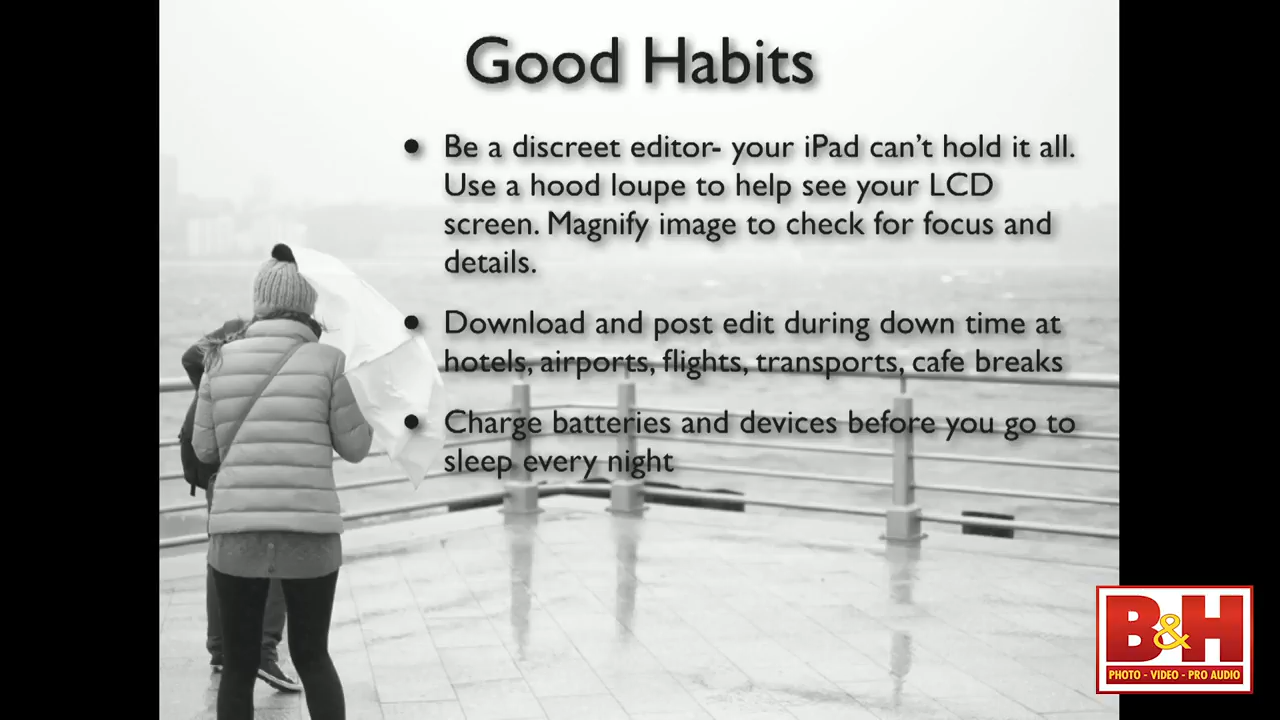 Good Habits
• Be a discreet editor- your iPad can't hold it all.
Use a hood loupe to help see your LCD
screen. Magnify image to check for focus and
details.
• Download and post edit during down time at
hotels, airports, flights, transports, cafe breaks
• Charge batteries and devices before you go to
sleep every night
B&H
PHOTO - VIDEO - PRO AUDIO